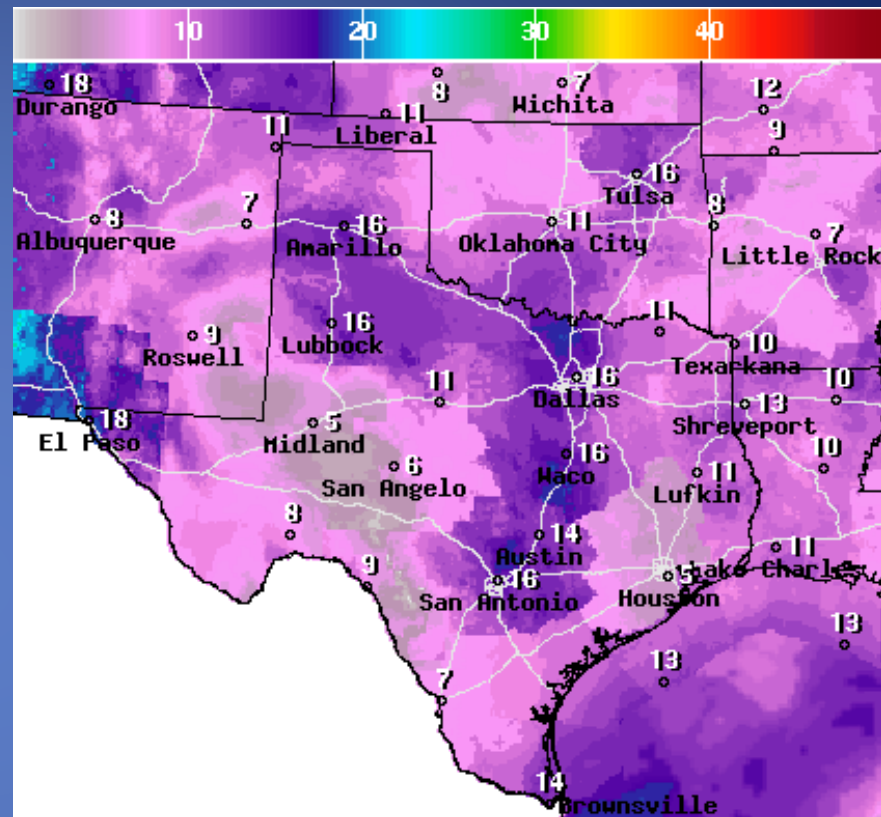 10 20 30 40
8
18 7 12
Durango Wichita
11 Liberal 11
9
16
Tulsa
8 7 16 11 8 7
Albuquerque Amarillo Oklahoma City Little Rock
9 16 11 10
Roswell Lubbock Texarkana
16
Dallas
11 13 10
Shreveport
18 5
El Paso Midland
6 16 11 10
San Angelo Waco Lufkin
8 14 11
Austin Lake Charles
9 16 5
San Antonio Houston
13
7 13
14
Brownsville